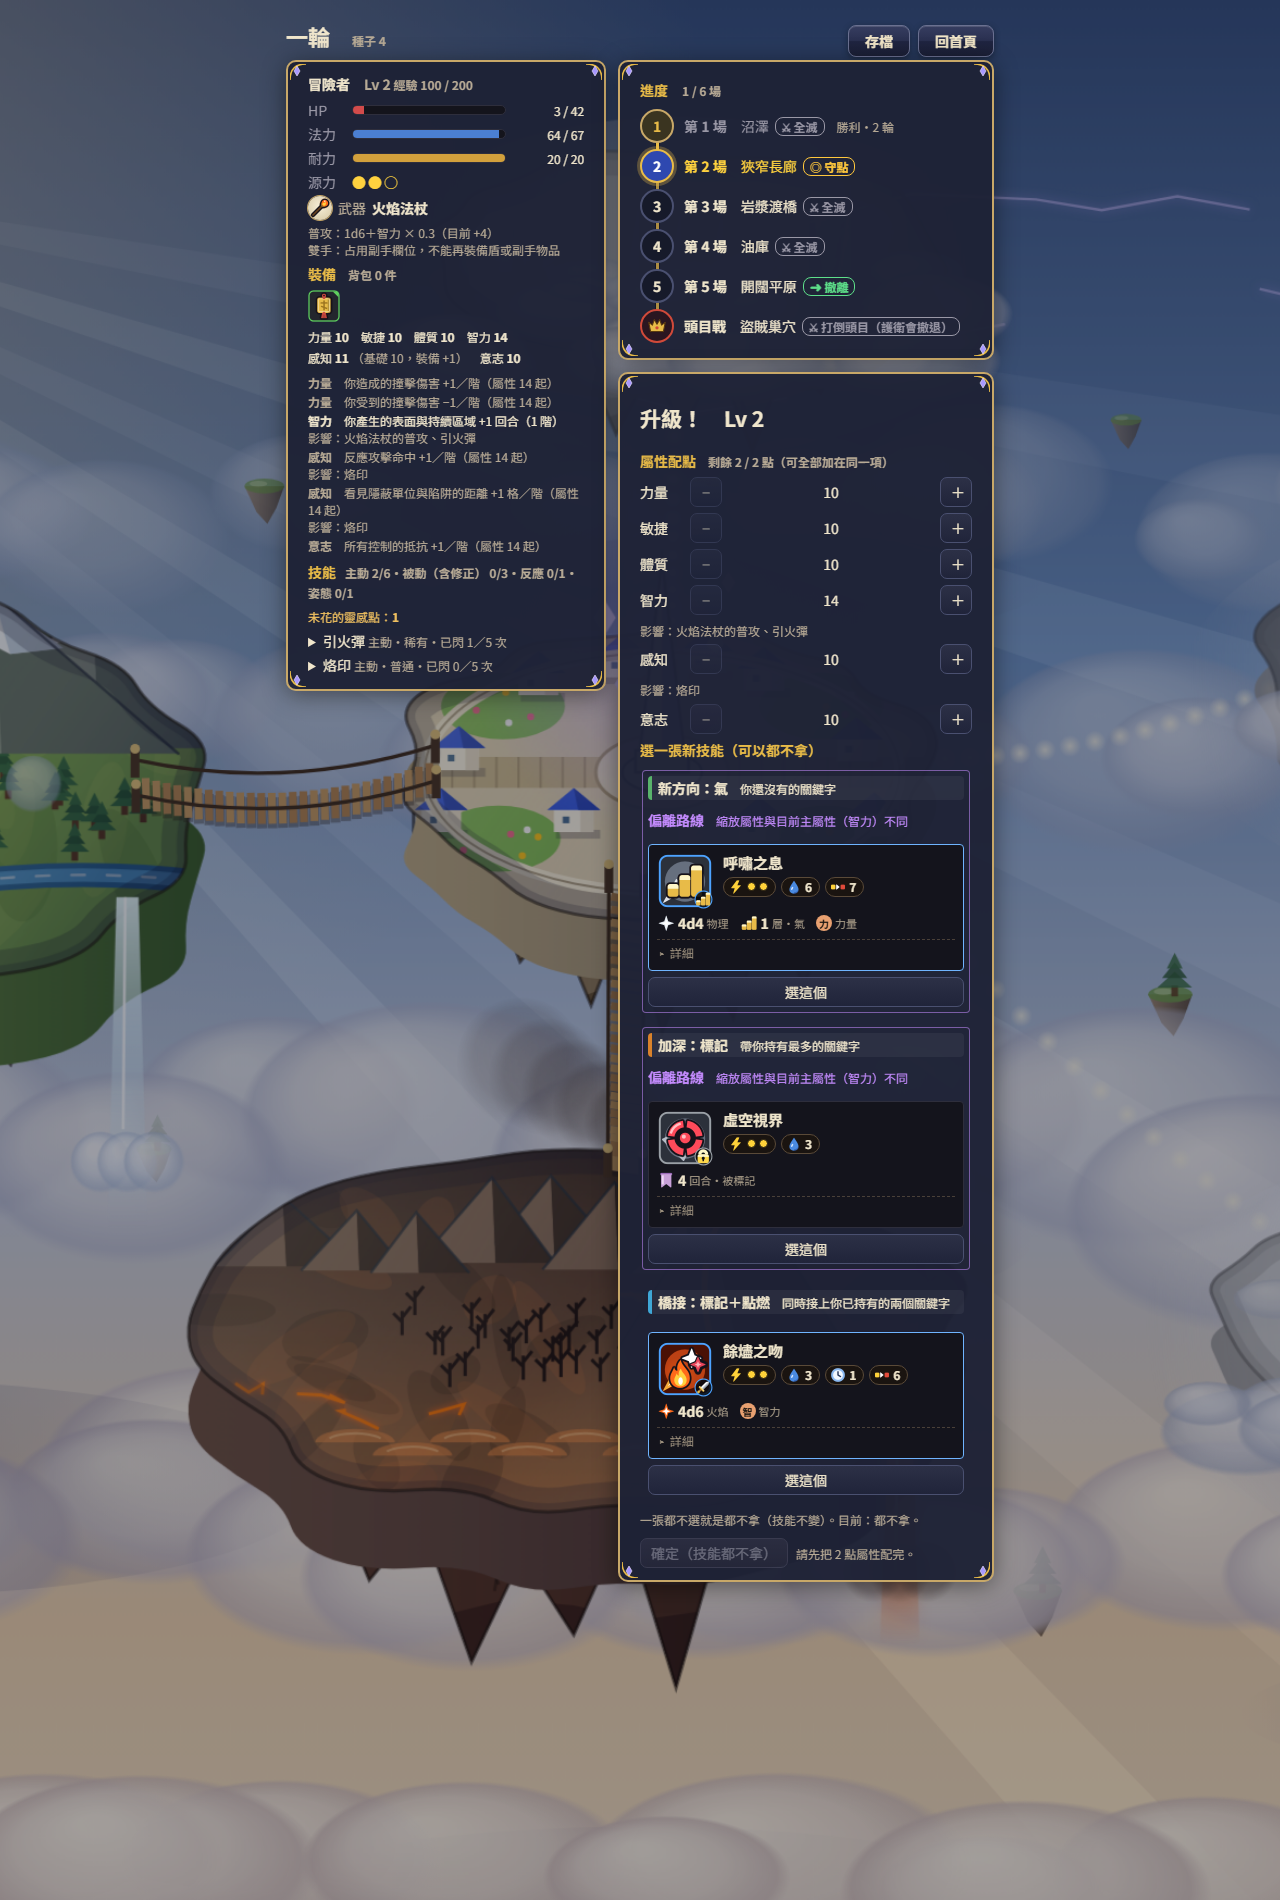 一輪 種子 4
存檔 回首頁
冒險者 Lv 2 經驗 100 / 200
HP 3 / 42
法力 64 / 67
耐力 20 / 20
源力
武器 火焰法杖
普攻：1d6＋智力 × 0.3（目前 +4）
雙手：占用副手欄位，不能再裝備盾或副手物品
裝備 背包 0 件
力量 10 敏捷 10 體質 10 智力 14
感知 11 （基礎 10，裝備 +1） 意志 10
力量 你造成的撞擊傷害 +1／階（屬性 14 起）
力量 你受到的撞擊傷害 −1／階（屬性 14 起）
智力 你產生的表面與持續區域 +1 回合（1 階）
影響：火焰法杖的普攻、引火彈
感知 反應攻擊命中 +1／階（屬性 14 起）
影響：烙印
感知 看見隱蔽單位與陷阱的距離 +1 格／階（屬性
14 起）
影響：烙印
意志 所有控制的抵抗 +1／階（屬性 14 起）
技能 主動 2/6・被動（含修正） 0/3・反應 0/1・
姿態 0/1
未花的靈感點：1
▶ 引火彈 主動・稀有・已閃 1／5 次
▶ 烙印 主動・普通・已閃 0／5 次
進度 1 / 6 場
1 第 1 場 沼澤 全滅 勝利・2 輪
2 第 2 場 狹窄長廊 守點
3 第 3 場 岩漿渡橋 全滅
4 第 4 場 油庫 全滅
5 第 5 場 開闊平原 撤離
頭目戰 盜賊巢穴 打倒頭目（護衛會撤退）
升級！ Lv 2
屬性配點 剩餘 2 / 2 點（可全部加在同一項）
力量 − 10 ＋
敏捷 − 10 ＋
體質 − 10 ＋
智力 − 14 ＋
影響：火焰法杖的普攻、引火彈
感知 − 10 ＋
影響：烙印
意志 − 10 ＋
選一張新技能（可以都不拿）
新方向：氣 你還沒有的關鍵字
偏離路線 縮放屬性與目前主屬性（智力）不同
呼嘯之息
6 7
4d4 物理 1 層・氣 力 力量
詳細
選這個
加深：標記 帶你持有最多的關鍵字
偏離路線 縮放屬性與目前主屬性（智力）不同
虛空視界
3
4 回合・被標記
詳細
選這個
橋接：標記＋點燃 同時接上你已持有的兩個關鍵字
餘燼之吻
3 1 6
4d6 火焰 智 智力
詳細
選這個
一張都不選就是都不拿（技能不變）。目前：都不拿。
確定（技能都不拿） 請先把 2 點屬性配完。